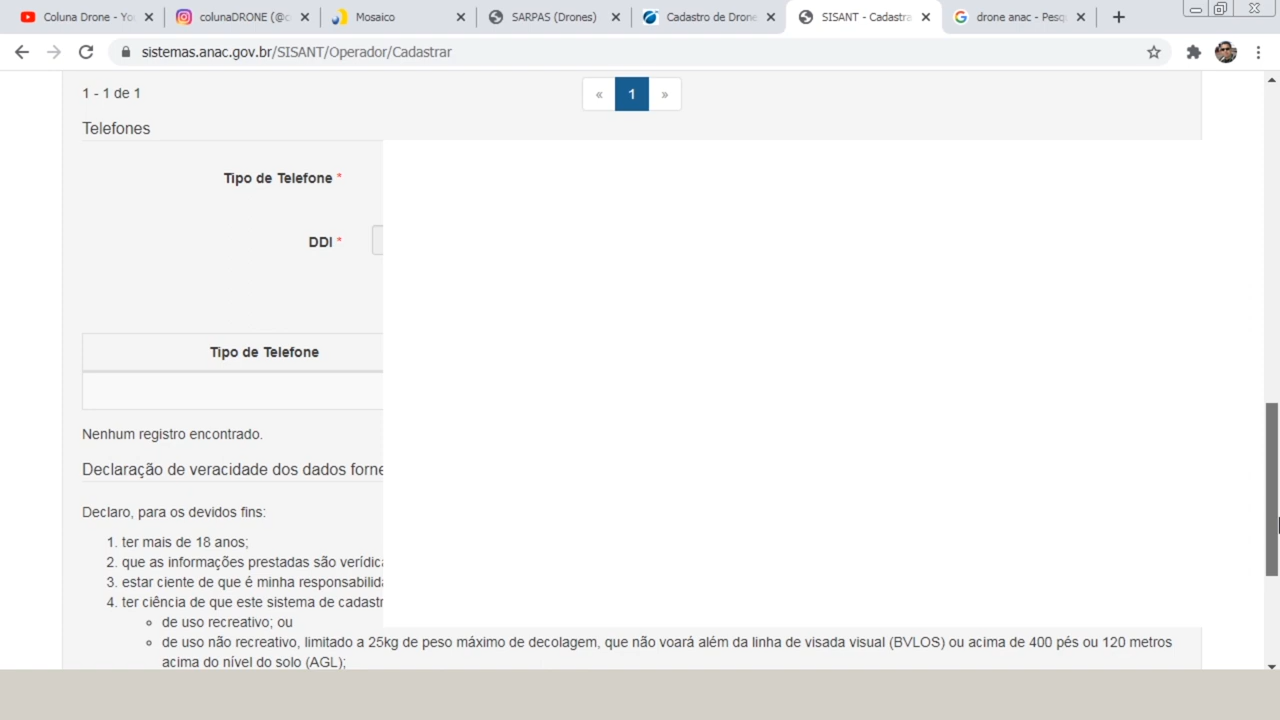 Coluna Drone - Yo
colunaDRONE (@c
Mosaico
SARPAS (Drones)
Cadastro de Drone
SISANT - Cadastra
drone anac - Pesq
sistemas.anac.gov.br/SISANT/Operador/Cadastrar
1 - 1 de 1
« 1 »
Telefones
Tipo de Telefone *
DDI *
Tipo de Telefone
Nenhum registro encontrado.
Declaração de veracidade dos dados forne
Declaro, para os devidos fins:
1. ter mais de 18 anos;
2. que as informações prestadas são verídic
3. estar ciente de que é minha responsabilid
4. ter ciência de que este sistema de cadastr
de uso recreativo; ou
de uso não recreativo, limitado a 25kg de peso máximo de decolagem, que não voará além da linha de visada visual (BVLOS) ou acima de 400 pés ou 120 metros
acima do nível do solo (AGL);